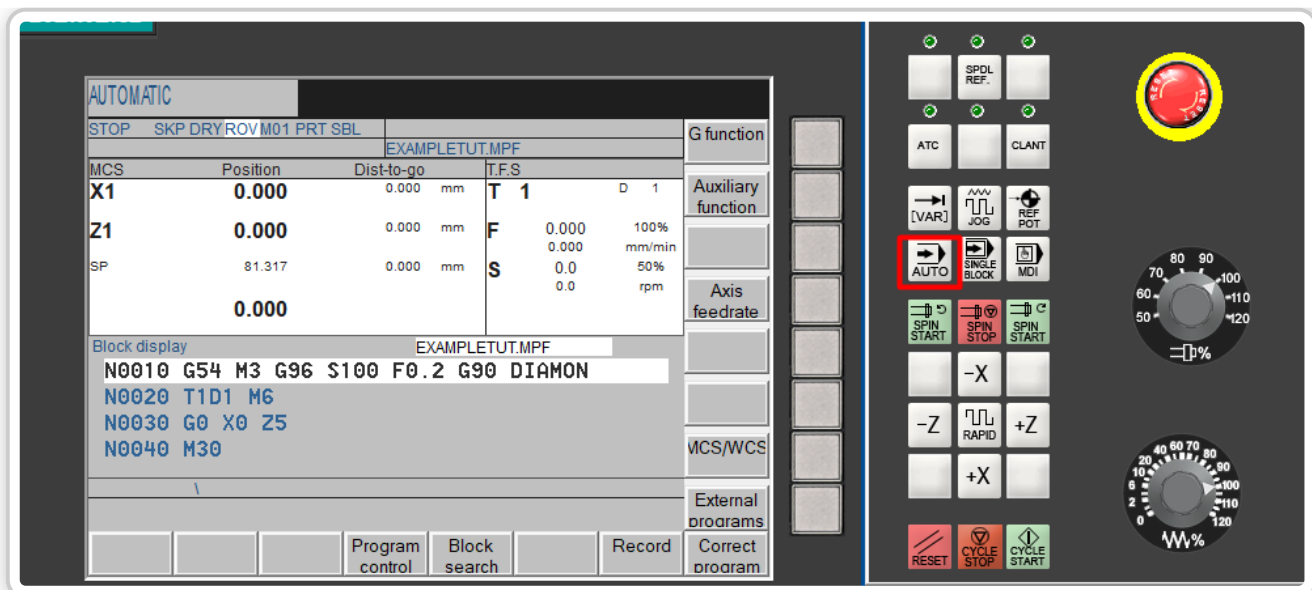 AUTOMATIC
STOP SKP DRY ROV M01 PRT SBL
EXAMPLETUT.MPF
MCS Position Dist-to-go T.F.S
X1 0.000 0.000 mm T 1 D 1
Z1 0.000 0.000 mm F 0.000 100%
0.000 mm/min
SP 81.317 0.000 mm S 0.0 50%
0.0 rpm
0.000
Block display EXAMPLETUT.MPF
N0010 G54 M3 G96 S100 F0.2 G90 DIAMON
N0020 T1D1 M6
N0030 G0 X0 Z5
N0040 M30
\
G function
Auxiliary
function
Axis
feedrate
MCS/WCS
External
programs
Program
control
Block
search
Record
Correct
program
SPDL
REF.
ATC
CLANT
[VAR]
JOG
REF
POT
AUTO
SINGLE
BLOCK
MDI
SPIN
START
SPIN
STOP
SPIN
START
-X
-Z
RAPID
+Z
+X
RESET
CYCLE
STOP
CYCLE
START
RESET
RESET
50 60 70 80 90 100 110 120
%
0 2 6 10 20 40 60 70 80 90 100 110 120
%